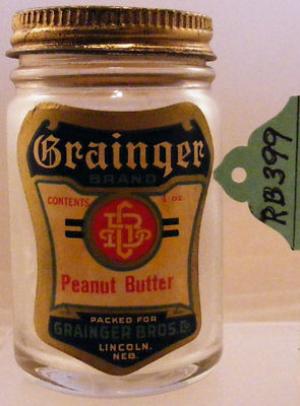 Grainger
BRAND
CONTENTS OZ.
Peanut Butter
PACKED FOR
GRAINGER BROS. Co
LINCOLN,
NEB.
RB399